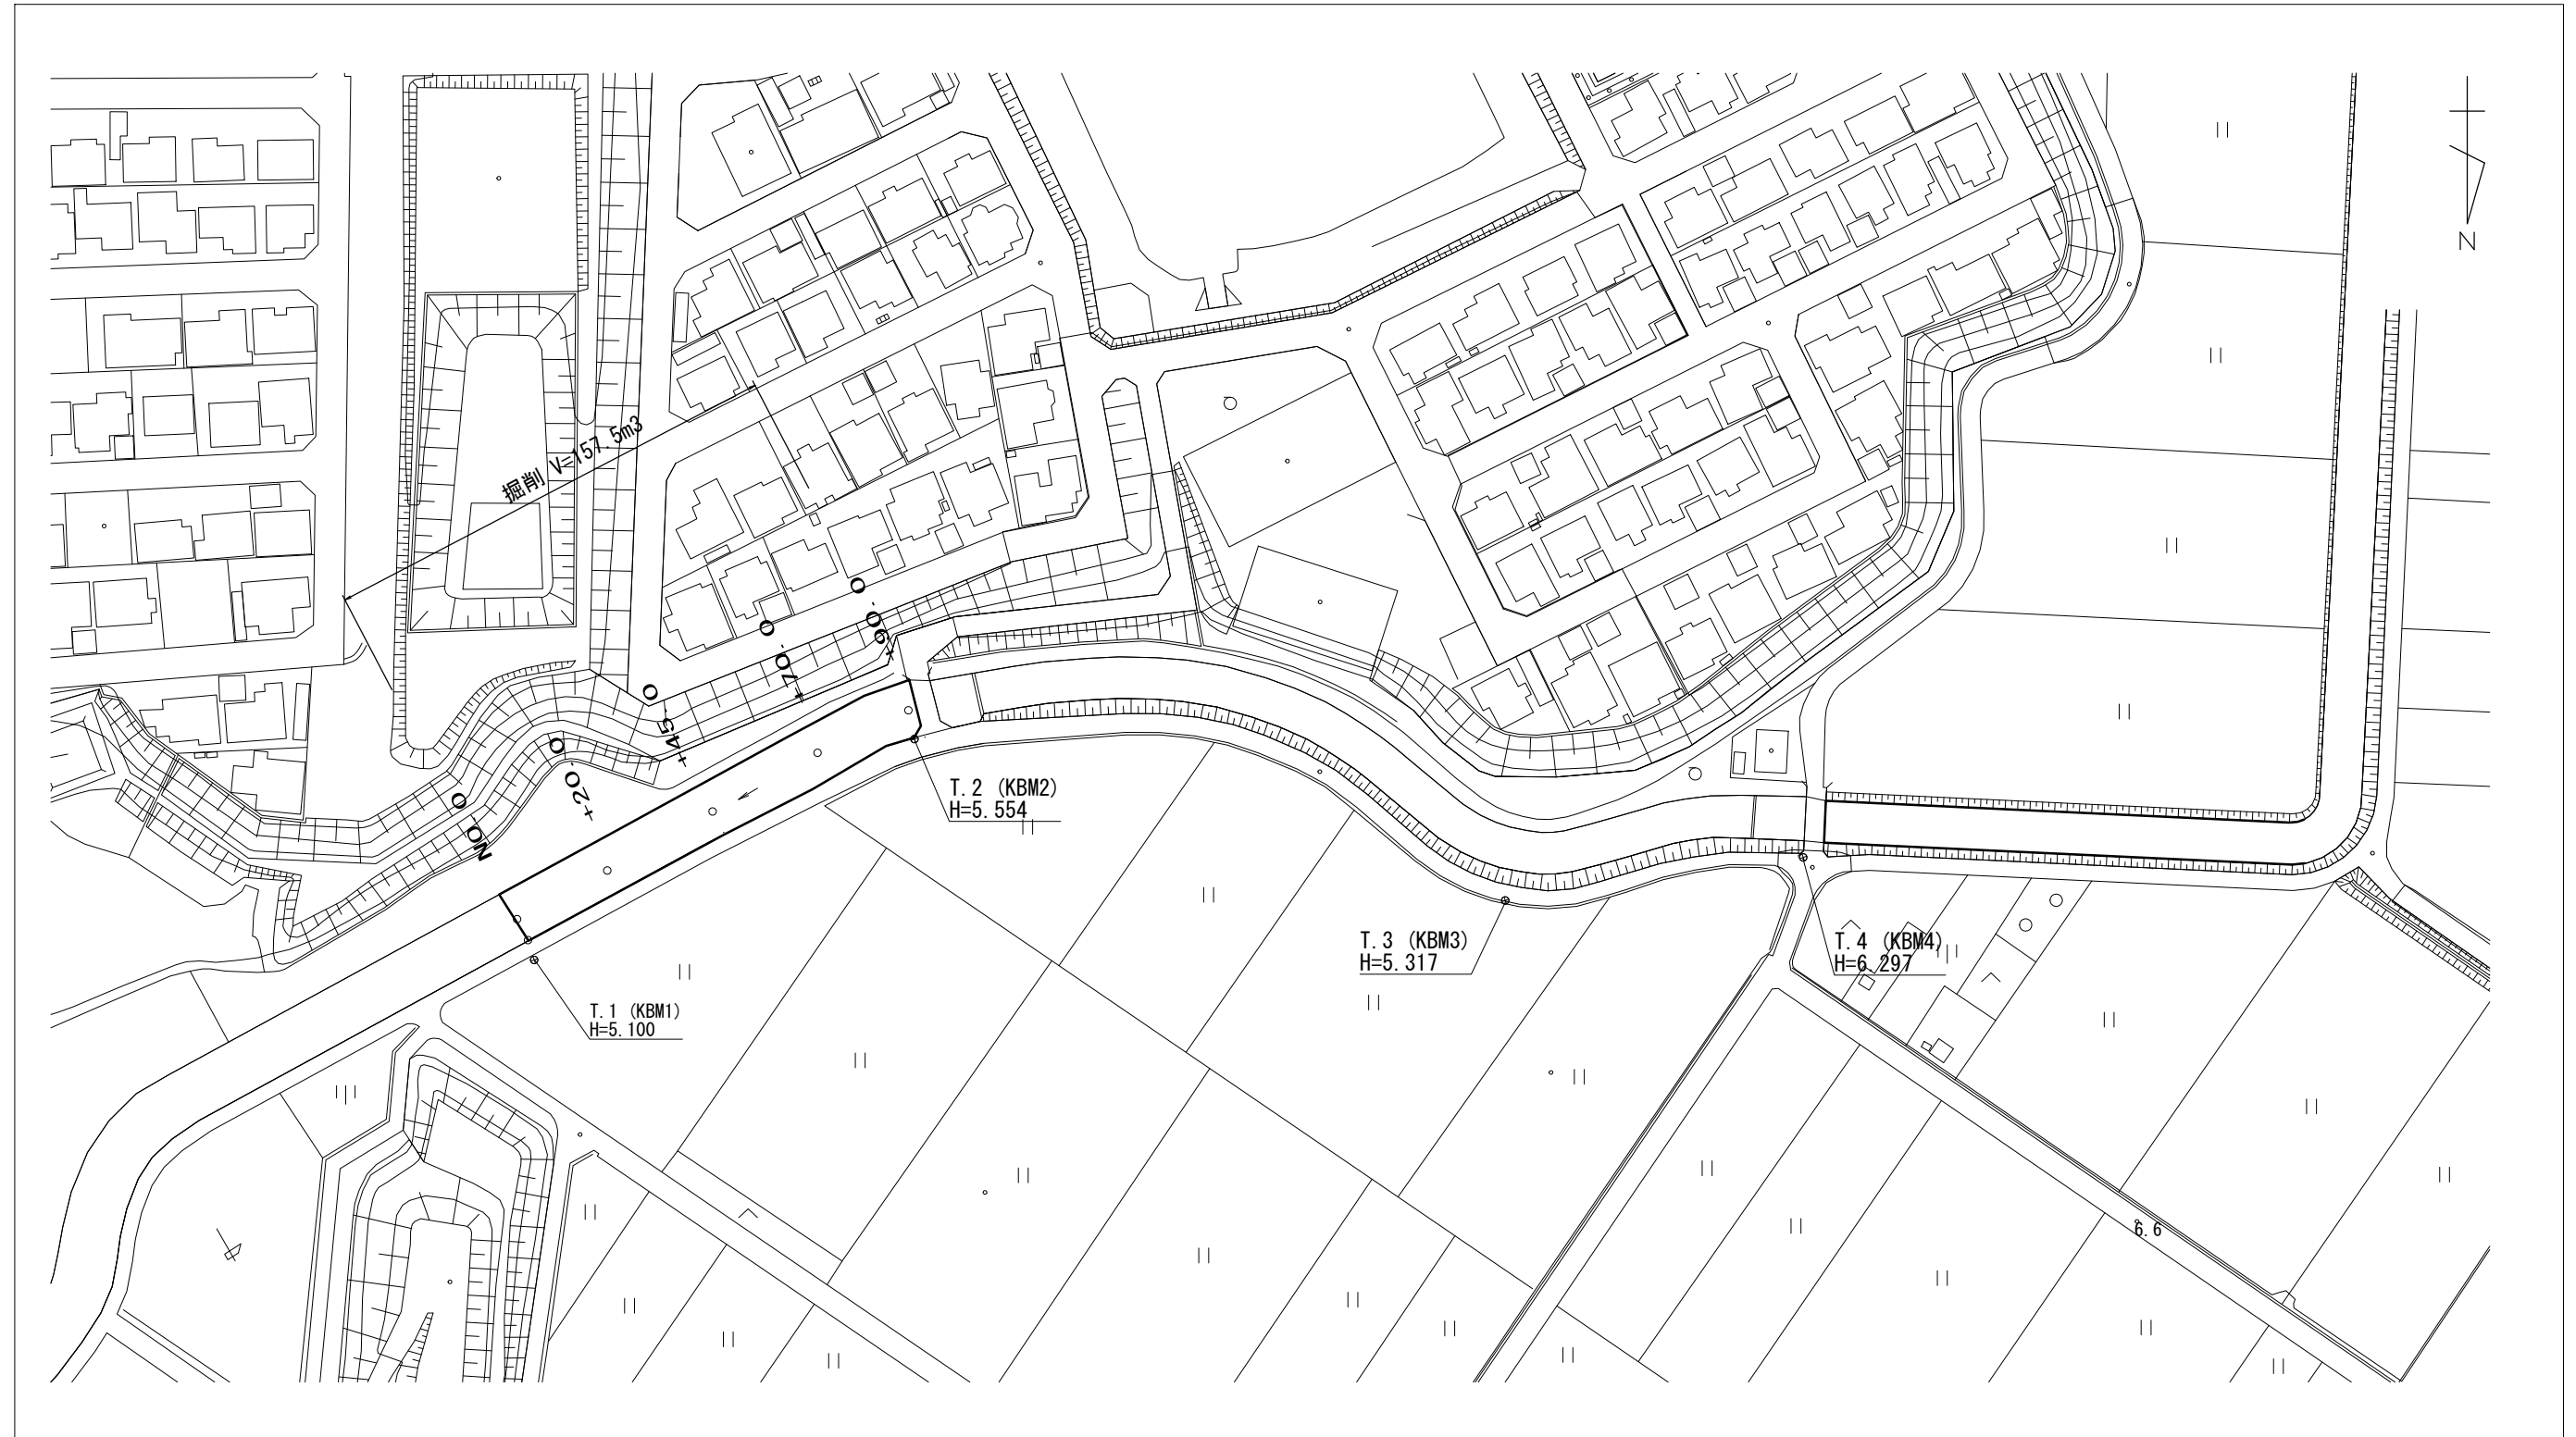 N
掘削 V=157.5m3
+90.0
+70.0
+45.0
+20.0
NO.0
T.2 (KBM2)
H=5.554
T.3 (KBM3)
H=5.317
T.4 (KBM4)
H=6.297
T.1 (KBM1)
H=5.100
6.6